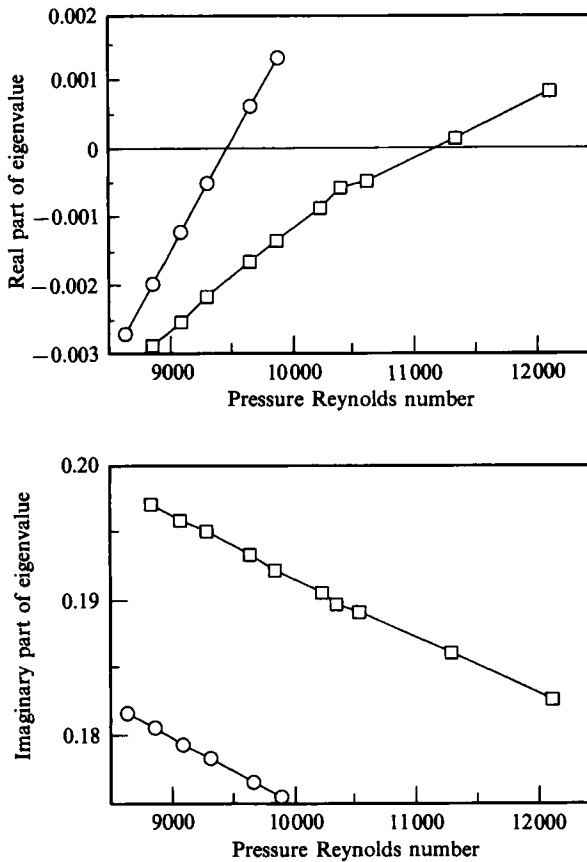 0.002
0.001
0
−0.001
−0.002
−0.003
Real part of eigenvalue
9000 10000 11000 12000
Pressure Reynolds number
0.20
0.19
0.18
Imaginary part of eigenvalue
9000 10000 11000 12000
Pressure Reynolds number